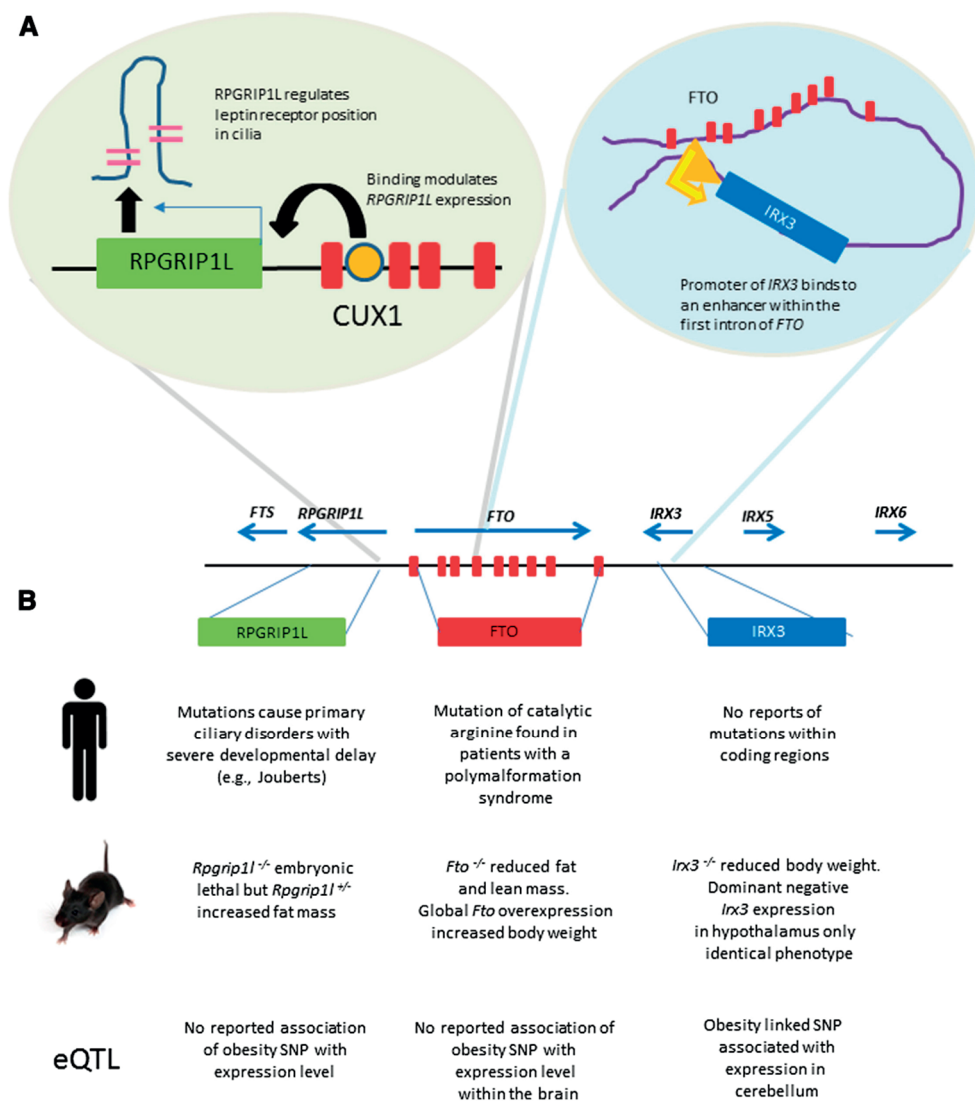 A
RPGRIP1L regulates
leptin receptor position
in cilia
Binding modulates
RPGRIP1L expression
RPGRIP1L
CUX1
FTO
IRX3
Promoter of IRX3 binds to
an enhancer within the
first intron of FTO
FTS RPGRIP1L FTO IRX3 IRX5 IRX6
B
RPGRIP1L FTO IRX3
Mutations cause primary
ciliary disorders with
severe developmental delay
(e.g., Jouberts)
Mutation of catalytic
arginine found in
patients with a
polymalformation
syndrome
No reports of
mutations within
coding regions
Rpgrip1l -/- embryonic
lethal but Rpgrip1l +/-
increased fat mass
Fto -/- reduced fat
and lean mass.
Global Fto overexpression
increased body weight
Irx3 -/- reduced body weight.
Dominant negative
Irx3 expression
in hypothalamus only
identical phenotype
eQTL
No reported association
of obesity SNP with
expression level
No reported association of
obesity SNP with
expression level
within the brain
Obesity linked SNP
associated with
expression in
cerebellum